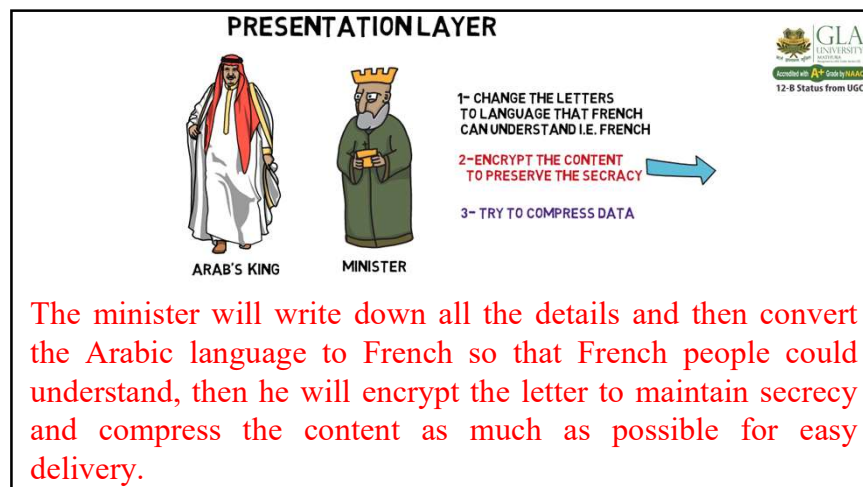 PRESENTATION LAYER
GLA
UNIVERSITY
MATHURA
Accredited with A+ Grade by NAAC
12-B Status from UGC
1- CHANGE THE LETTERS
TO LANGUAGE THAT FRENCH
CAN UNDERSTAND I.E. FRENCH
2-ENCRYPT THE CONTENT
TO PRESERVE THE SECRACY
3- TRY TO COMPRESS DATA
ARAB'S KING
MINISTER
The minister will write down all the details and then convert
the Arabic language to French so that French people could
understand, then he will encrypt the letter to maintain secrecy
and compress the content as much as possible for easy
delivery.